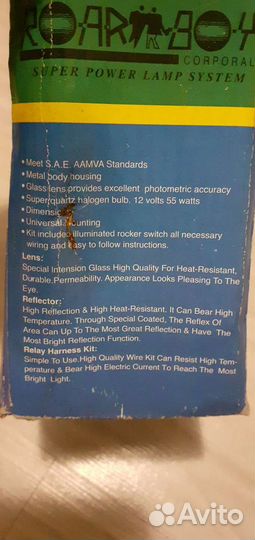 ROAR BOY
CORPORAL
SUPER POWER LAMP SYSTEM
•Meet S.A.E. AAMVA Standards
•Metal body housing
•Glass lens provides excellent photometric accuracy
•Super quartz halogen bulb. 12 volts 55 watts
•Dimensio
•Universal mounting
•Kit included illuminated rocker switch all necessary
wiring and easy to follow instructions.
Lens:
Special Intension Glass High Quality For Heat-Resistant,
Durable.Permeability. Appearance Looks Pleasing To The
Eye.
Reflector:
High Reflection & High Heat-Resistant. It Can Bear High
Temperature. Through Special Coated, The Reflex Of
Area Can Up To The Most Great Reflection & Have The
Most Bright Reflection Function.
Relay Harness Kit:
Simple To Use.High Quality Wire Kit Can Resist High Tem-
perature & Bear High Electric Current To Reach The Most
Bright Light.
Avito